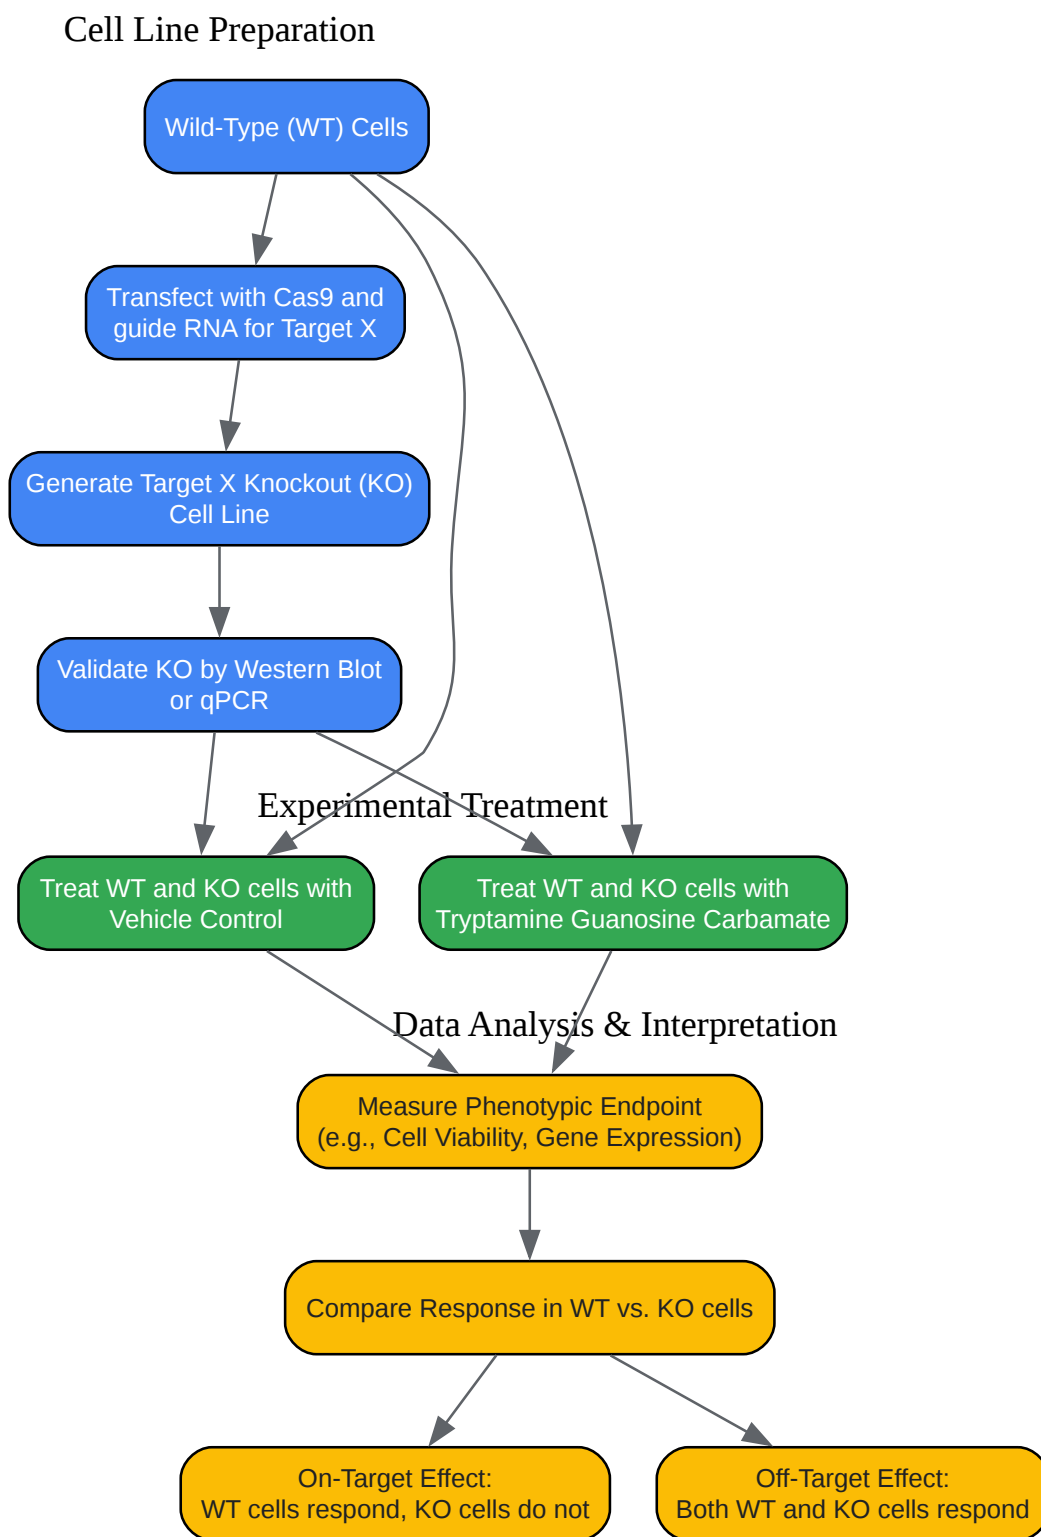 Cell Line Preparation
Wild-Type (WT) Cells
Transfect with Cas9 and
guide RNA for Target X
Generate Target X Knockout (KO)
Cell Line
Validate KO by Western Blot
or qPCR
Experimental Treatment
Treat WT and KO cells with
Vehicle Control
Treat WT and KO cells with
Tryptamine Guanosine Carbamate
Data Analysis & Interpretation
Measure Phenotypic Endpoint
(e.g., Cell Viability, Gene Expression)
Compare Response in WT vs. KO cells
On-Target Effect:
WT cells respond, KO cells do not
Off-Target Effect:
Both WT and KO cells respond